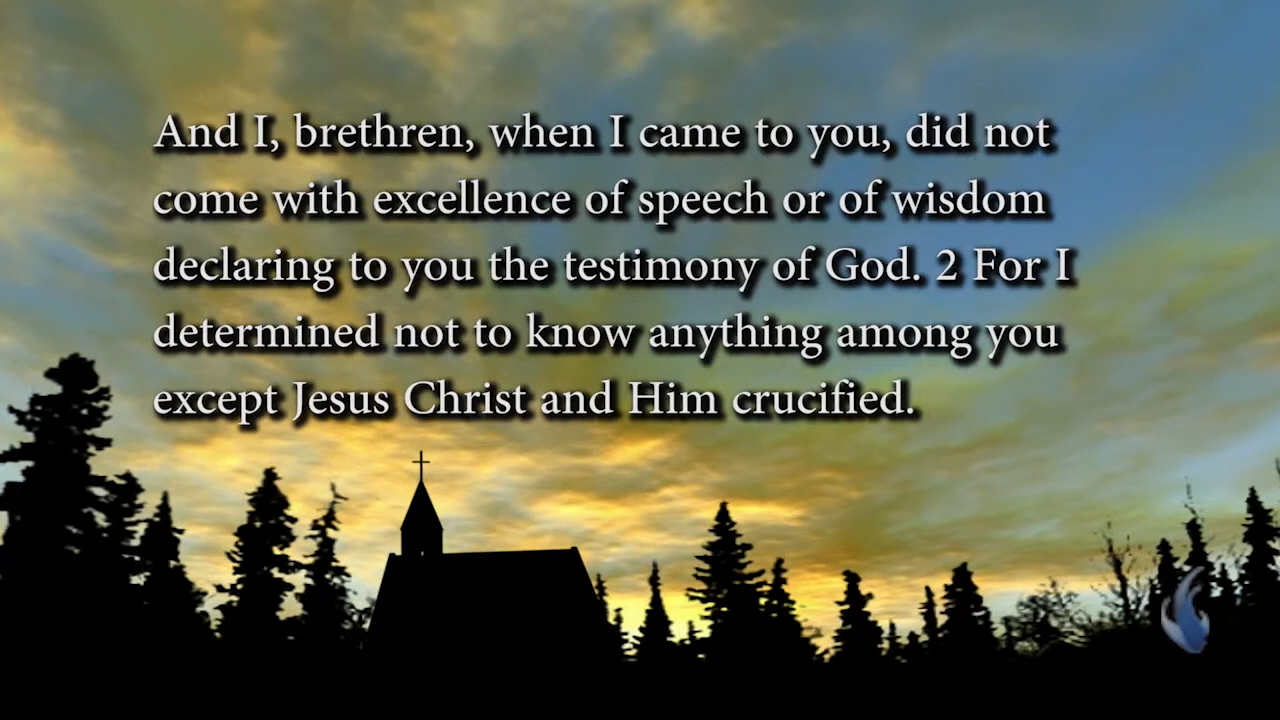 And I, brethren, when I came to you, did not
come with excellence of speech or of wisdom
declaring to you the testimony of God. 2 For I
determined not to know anything among you
except Jesus Christ and Him crucified.